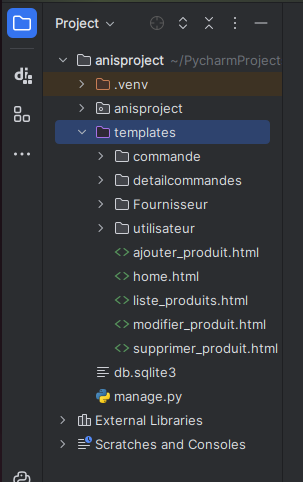 Project
anisproject ~/PycharmProject
.venv
anisproject
templates
commande
detailcommandes
Fournisseur
utilisateur
<> ajouter_produit.html
<> home.html
<> liste_produits.html
<> modifier_produit.html
<> supprimer_produit.html
db.sqlite3
manage.py
External Libraries
Scratches and Consoles